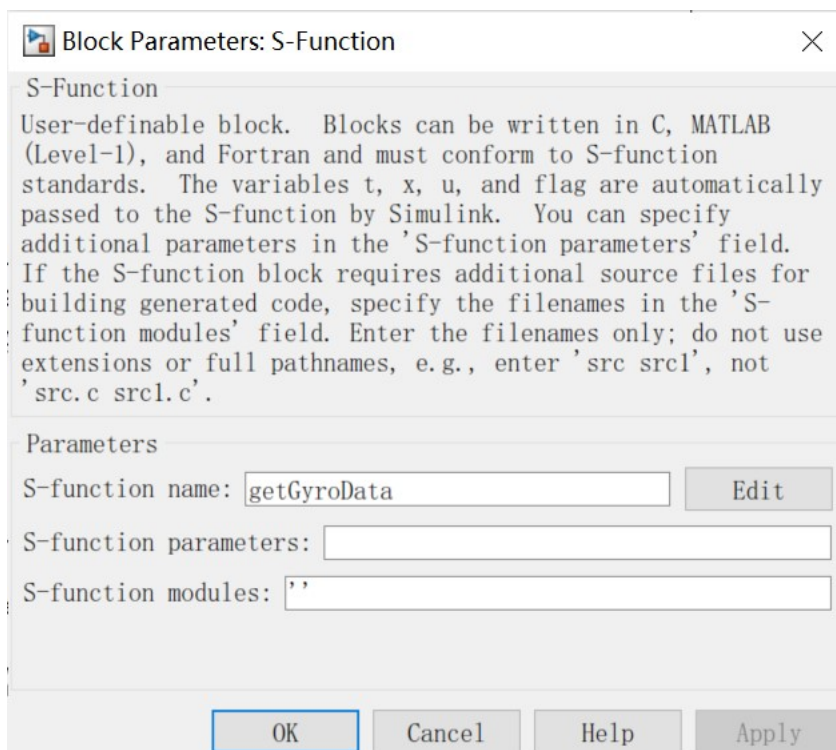 Block Parameters: S-Function
S-Function
User-definable block.  Blocks can be written in C, MATLAB
(Level-1), and Fortran and must conform to S-function
standards.  The variables t, x, u, and flag are automatically
passed to the S-function by Simulink.  You can specify
additional parameters in the 'S-function parameters' field.
If the S-function block requires additional source files for
building generated code, specify the filenames in the 'S-
function modules' field. Enter the filenames only; do not use
extensions or full pathnames, e.g., enter 'src src1', not
'src.c src1.c'.
Parameters
S-function name: getGyroData Edit
S-function parameters:
S-function modules: ''
OK Cancel Help Apply